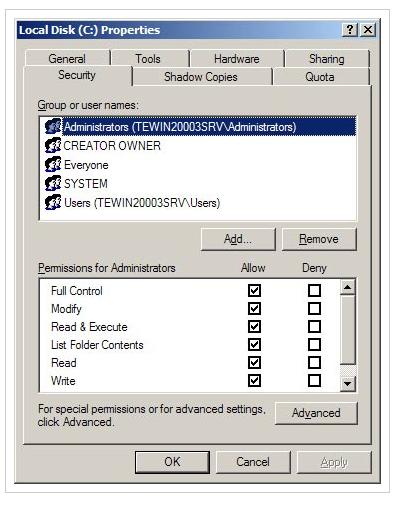 Local Disk (C:) Properties
General Tools Hardware Sharing
Security Shadow Copies Quota
Group or user names:
Administrators (TEWIN20003SRV\Administrators)
CREATOR OWNER
Everyone
SYSTEM
Users (TEWIN20003SRV\Users)
Add... Remove
Permissions for Administrators Allow Deny
Full Control
Modify
Read & Execute
List Folder Contents
Read
Write
For special permissions or for advanced settings,
click Advanced.
Advanced
OK Cancel Apply